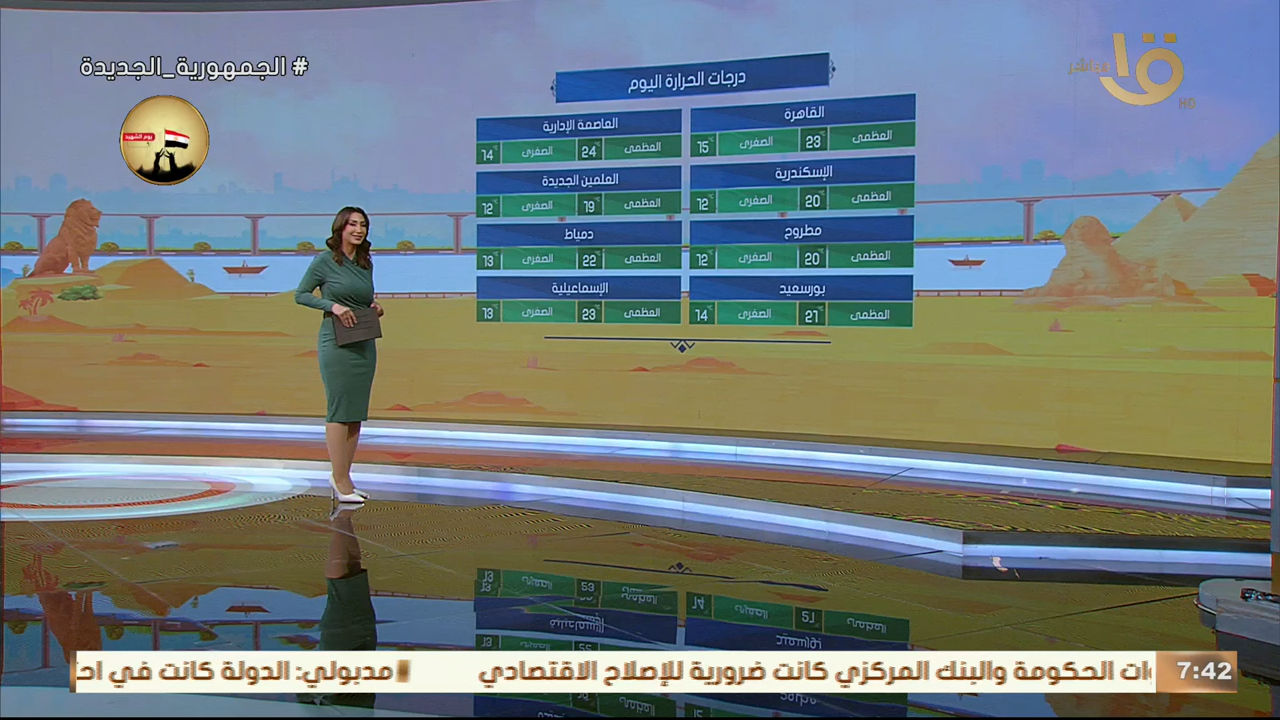 # الجمهورية_الجديدة
يوم الشهيد
مباشر
HD
درجات الحرارة اليوم
القاهرة
العظمى 23°c الصغرى 15°c
العاصمة الإدارية
العظمى 24°c الصغرى 14°c
الإسكندرية
العظمى 20°c الصغرى 12°c
العلمين الجديدة
العظمى 19°c الصغرى 12°c
مطروح
العظمى 20°c الصغرى 12°c
دمياط
العظمى 22°c الصغرى 13°c
بورسعيد
العظمى 21°c الصغرى 14°c
الإسماعيلية
العظمى 23°c الصغرى 13°c
7:42
الحكومة والبنك المركزي كانت ضرورية للإصلاح الاقتصادي
مدبولي: الدولة كانت في